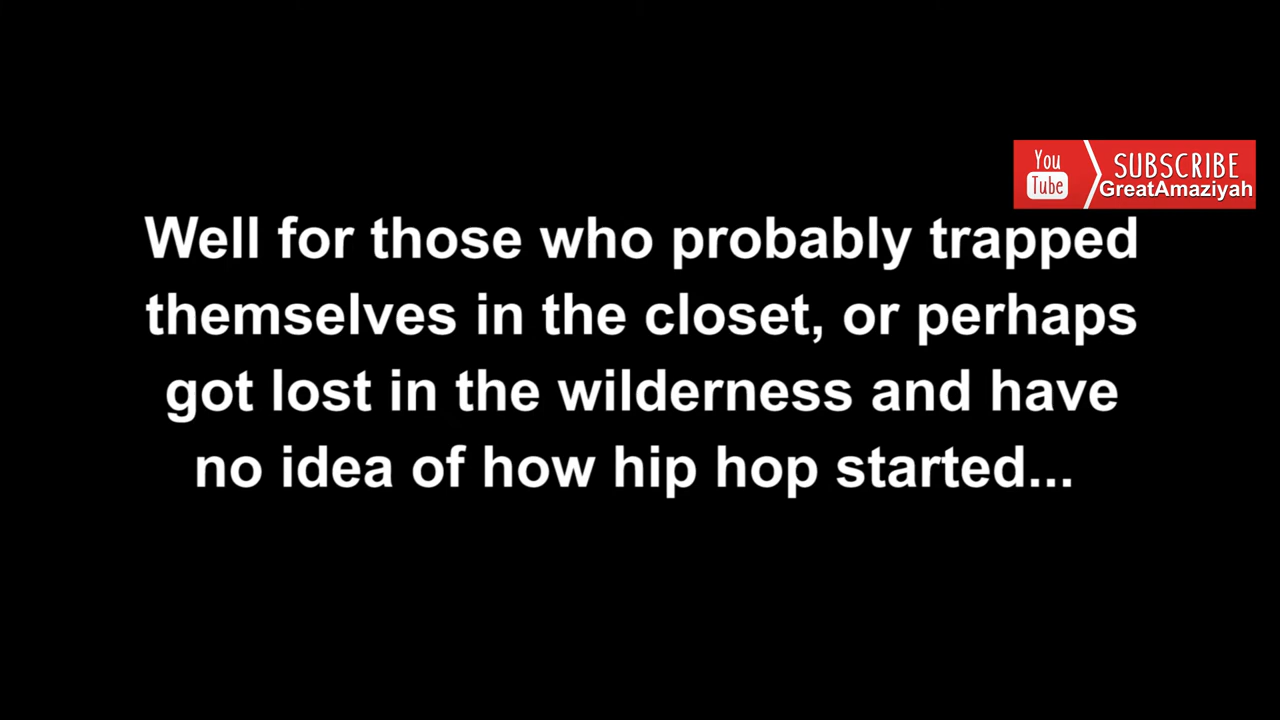 You
Tube
SUBSCRIBE
GreatAmaziyah
Well for those who probably trapped
themselves in the closet, or perhaps
got lost in the wilderness and have
no idea of how hip hop started...